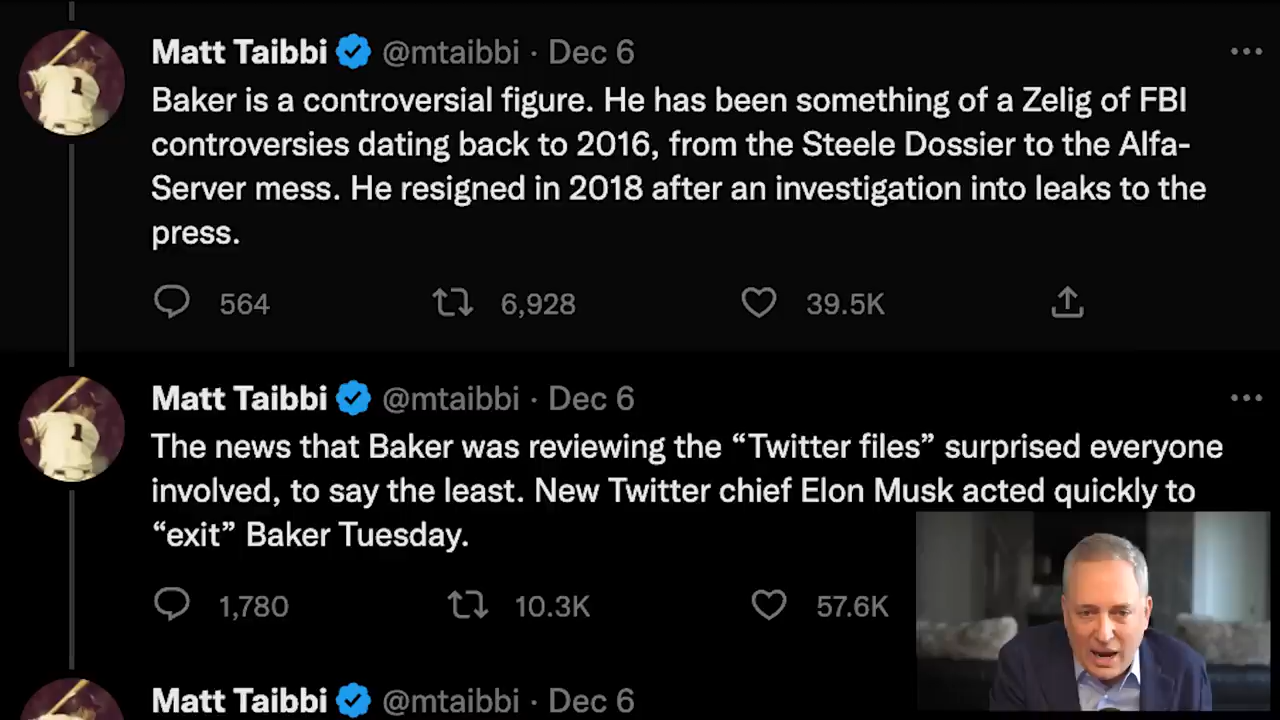 Matt Taibbi @mtaibbi · Dec 6
Baker is a controversial figure. He has been something of a Zelig of FBI
controversies dating back to 2016, from the Steele Dossier to the Alfa-
Server mess. He resigned in 2018 after an investigation into leaks to the
press.
564 6,928 39.5K
Matt Taibbi @mtaibbi · Dec 6
The news that Baker was reviewing the “Twitter files” surprised everyone
involved, to say the least. New Twitter chief Elon Musk acted quickly to
“exit” Baker Tuesday.
1,780 10.3K 57.6K
Matt Taibbi @mtaibbi · Dec 6
1
1